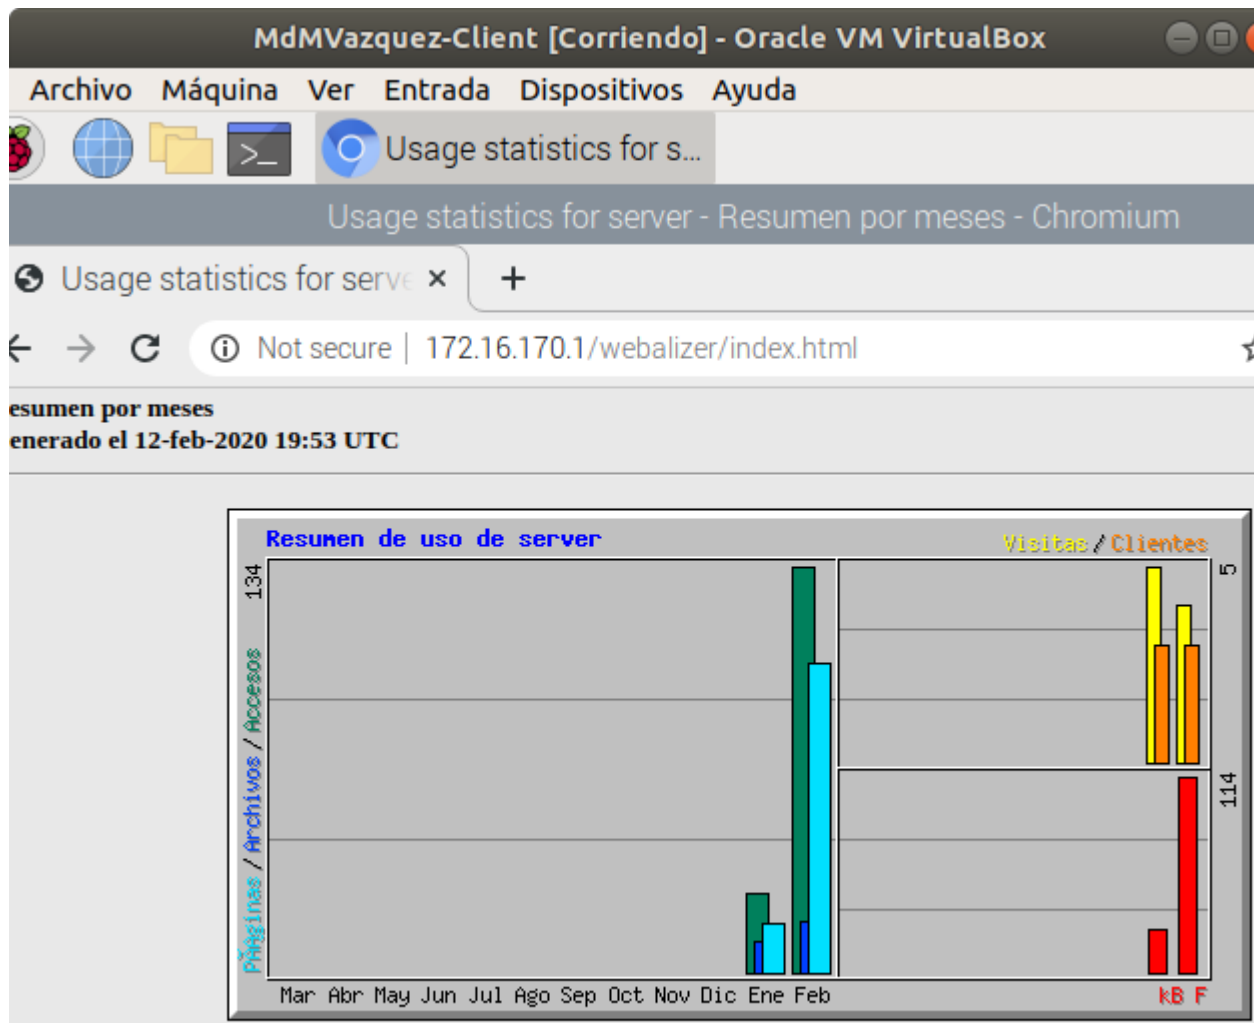 MdMVazquez-Client [Corriendo] - Oracle VM VirtualBox
Archivo Máquina Ver Entrada Dispositivos Ayuda
>_ Usage statistics for s...
Usage statistics for server - Resumen por meses - Chromium
Usage statistics for serve × +
Not secure | 172.16.170.1/webalizer/index.html
esumen por meses
enerado el 12-feb-2020 19:53 UTC
Resumen de uso de server
Visitas / Clientes
134
5
/ Archivos / Accesos
114
Mar Abr May Jun Jul Ago Sep Oct Nov Dic Ene Feb
kB F